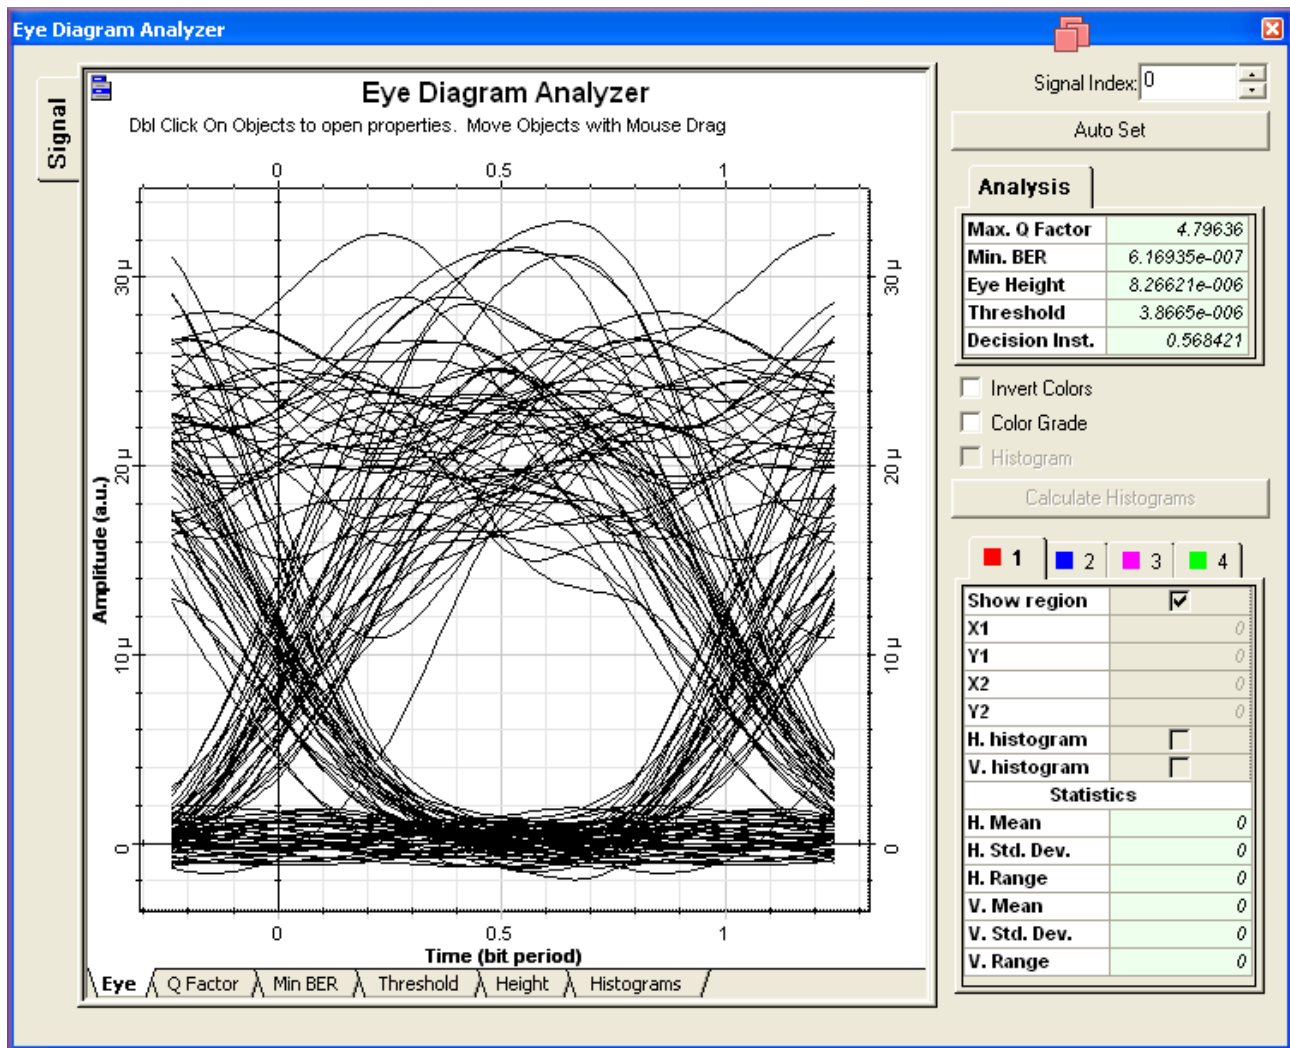 Eye Diagram Analyzer
Signal
Eye Diagram Analyzer
Dbl Click On Objects to open properties. Move Objects with Mouse Drag
0 0.5 1
30 µ 30 µ
20 µ 20 µ
10 µ 10 µ
0 0
Amplitude (a.u.)
0 0.5 1
Time (bit period)
Eye Q Factor Min BER Threshold Height Histograms
Signal Index: 0
Auto Set
Analysis
Max. Q Factor 4.79636
Min. BER 6.16935e-007
Eye Height 8.26621e-006
Threshold 3.8665e-006
Decision Inst. 0.568421
Invert Colors
Color Grade
Histogram
Calculate Histograms
1 2 3 4
Show region
X1 0
Y1 0
X2 0
Y2 0
H. histogram
V. histogram
Statistics
H. Mean 0
H. Std. Dev. 0
H. Range 0
V. Mean 0
V. Std. Dev. 0
V. Range 0